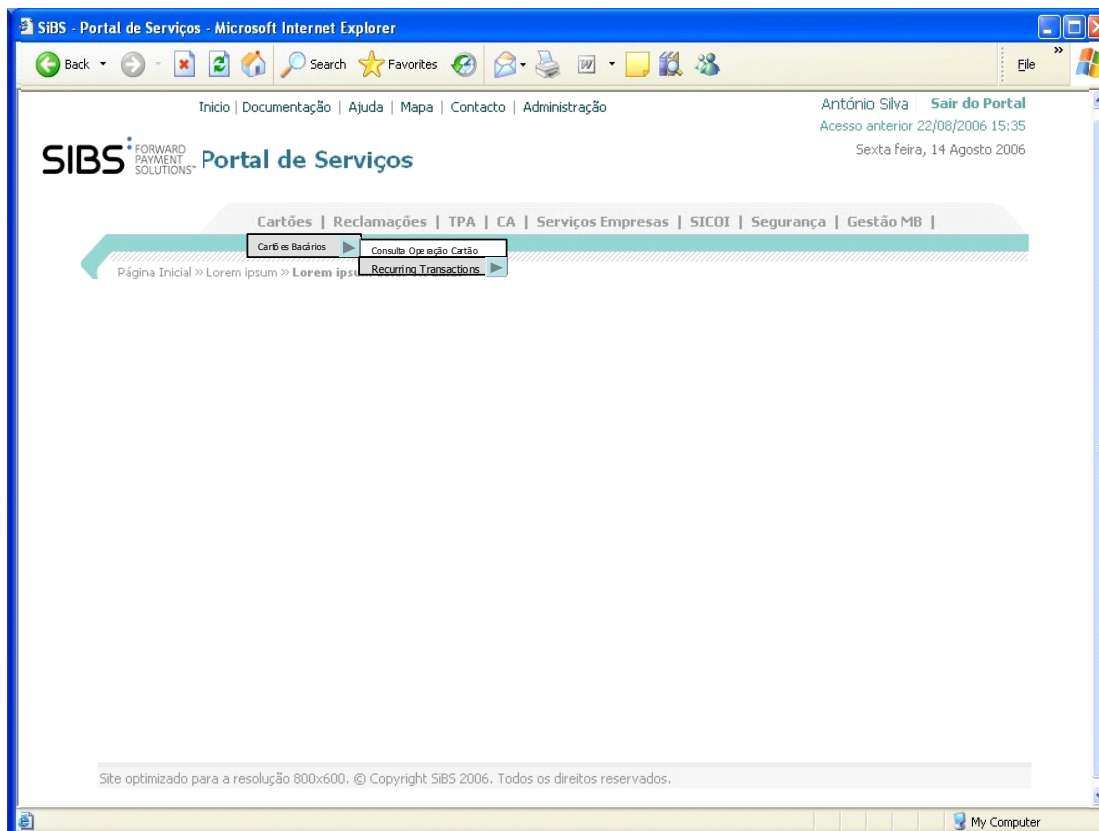 SiBS - Portal de Serviços - Microsoft Internet Explorer
Back Search Favorites File »
Inicio | Documentação | Ajuda | Mapa | Contacto | Administração
António Silva Sair do Portal
Acesso anterior 22/08/2006 15:35
Sexta feira, 14 Agosto 2006
SIBS FORWARD PAYMENT SOLUTIONS™ Portal de Serviços
Cartões | Reclamações | TPA | CA | Serviços Empresas | SICOI | Segurança | Gestão MB |
Cartões Bacários
Consulta Operação Cartão
Recurring Transactions
Página Inicial » Lorem ipsum » Lorem ips
Site optimizado para a resolução 800x600. © Copyright SiBS 2006. Todos os direitos reservados.
My Computer